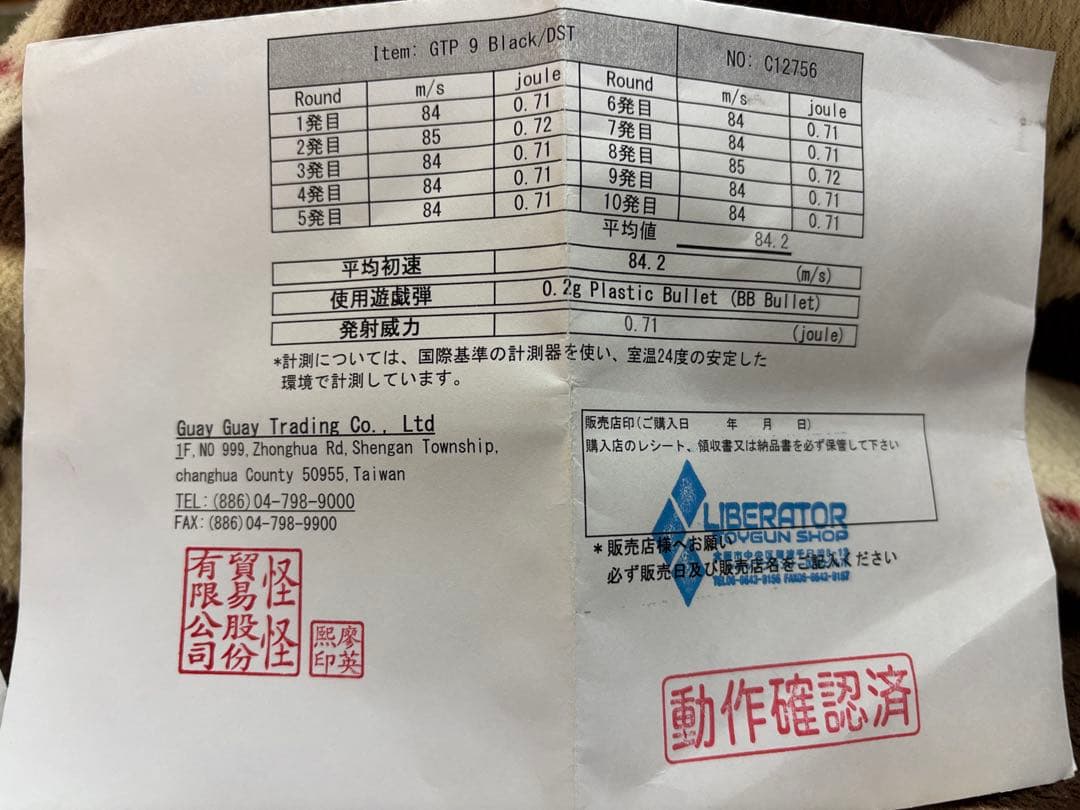 Item: GTP 9 Black/DST NO: C12756
Round m/s joule Round m/s joule
1発目 84 0.71 6発目 84 0.71
2発目 85 0.72 7発目 84 0.71
3発目 84 0.71 8発目 85 0.72
4発目 84 0.71 9発目 84 0.71
5発目 84 0.71 10発目 84 0.71
平均値 84.2
平均初速 84.2 (m/s)
使用遊戯弾 0.2g Plastic Bullet (BB Bullet)
発射威力 0.71 (joule)
*計測については、国際基準の計測器を使い、室温24度の安定した
環境で計測しています。
Guay Guay Trading Co., Ltd
1F, NO 999, Zhonghua Rd, Shengan Township,
changhua County 50955, Taiwan
TEL: (886)04-798-9000
FAX: (886)04-798-9900
怪怪
貿易股份
有限公司
廖英
熙印
販売店印(ご購入日 年 月 日)
購入店のレシート、領収書又は納品書を必ず保管して下さい
LIBERATOR
TOYGUN SHOP
*販売店様へお願い
必ず販売日及び販売店名をご記入ください
動作確認済